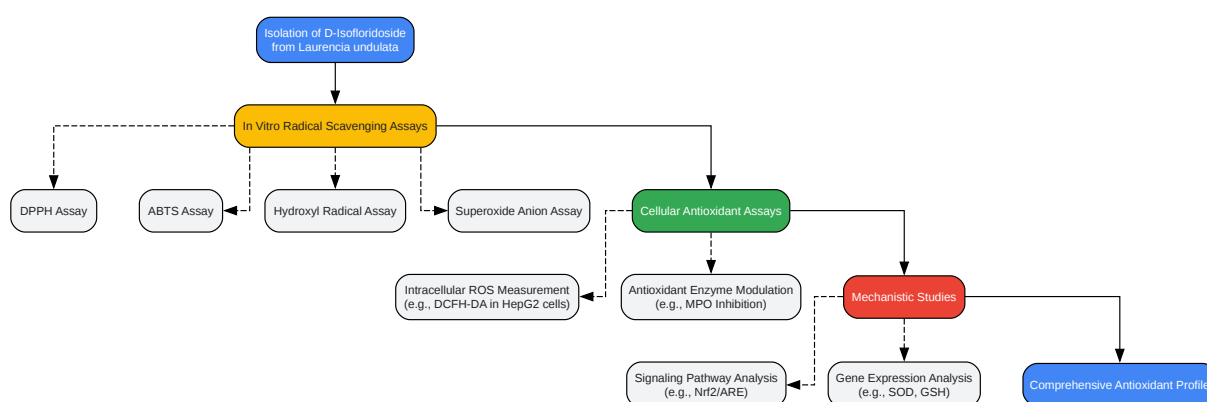 Isolation of D-Isofloridoside
from Laurencia undulata
In Vitro Radical Scavenging Assays
DPPH Assay
ABTS Assay
Hydroxyl Radical Assay
Superoxide Anion Assay
Cellular Antioxidant Assays
Intracellular ROS Measurement
(e.g., DCFH-DA in HepG2 cells)
Antioxidant Enzyme Modulation
(e.g., MPO Inhibition)
Mechanistic Studies
Signaling Pathway Analysis
(e.g., Nrf2/ARE)
Gene Expression Analysis
(e.g., SOD, GSH)
Comprehensive Antioxidant Profile